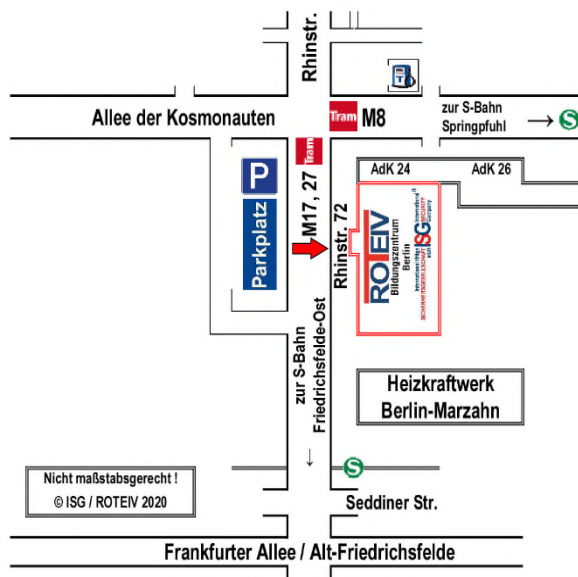 Rhinstr.
Allee der Kosmonauten
Tram M8
zur S-Bahn
Springpfuhl → S
Tram
M17, 27
AdK 24
AdK 26
P
Parkplatz
Rhinstr. 72
ROTEIV
Bildungszentrum
Berlin
ISG
zur S-Bahn
Friedrichsfelde-Ost
←
Heizkraftwerk
Berlin-Marzahn
S
Nicht maßstabsgerecht !
© ISG / ROTEIV 2020
Seddiner Str.
Frankfurter Allee / Alt-Friedrichsfelde